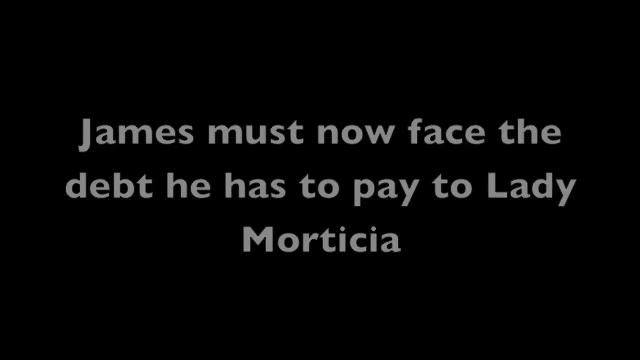 James must now face the
debt he has to pay to Lady
Morticia